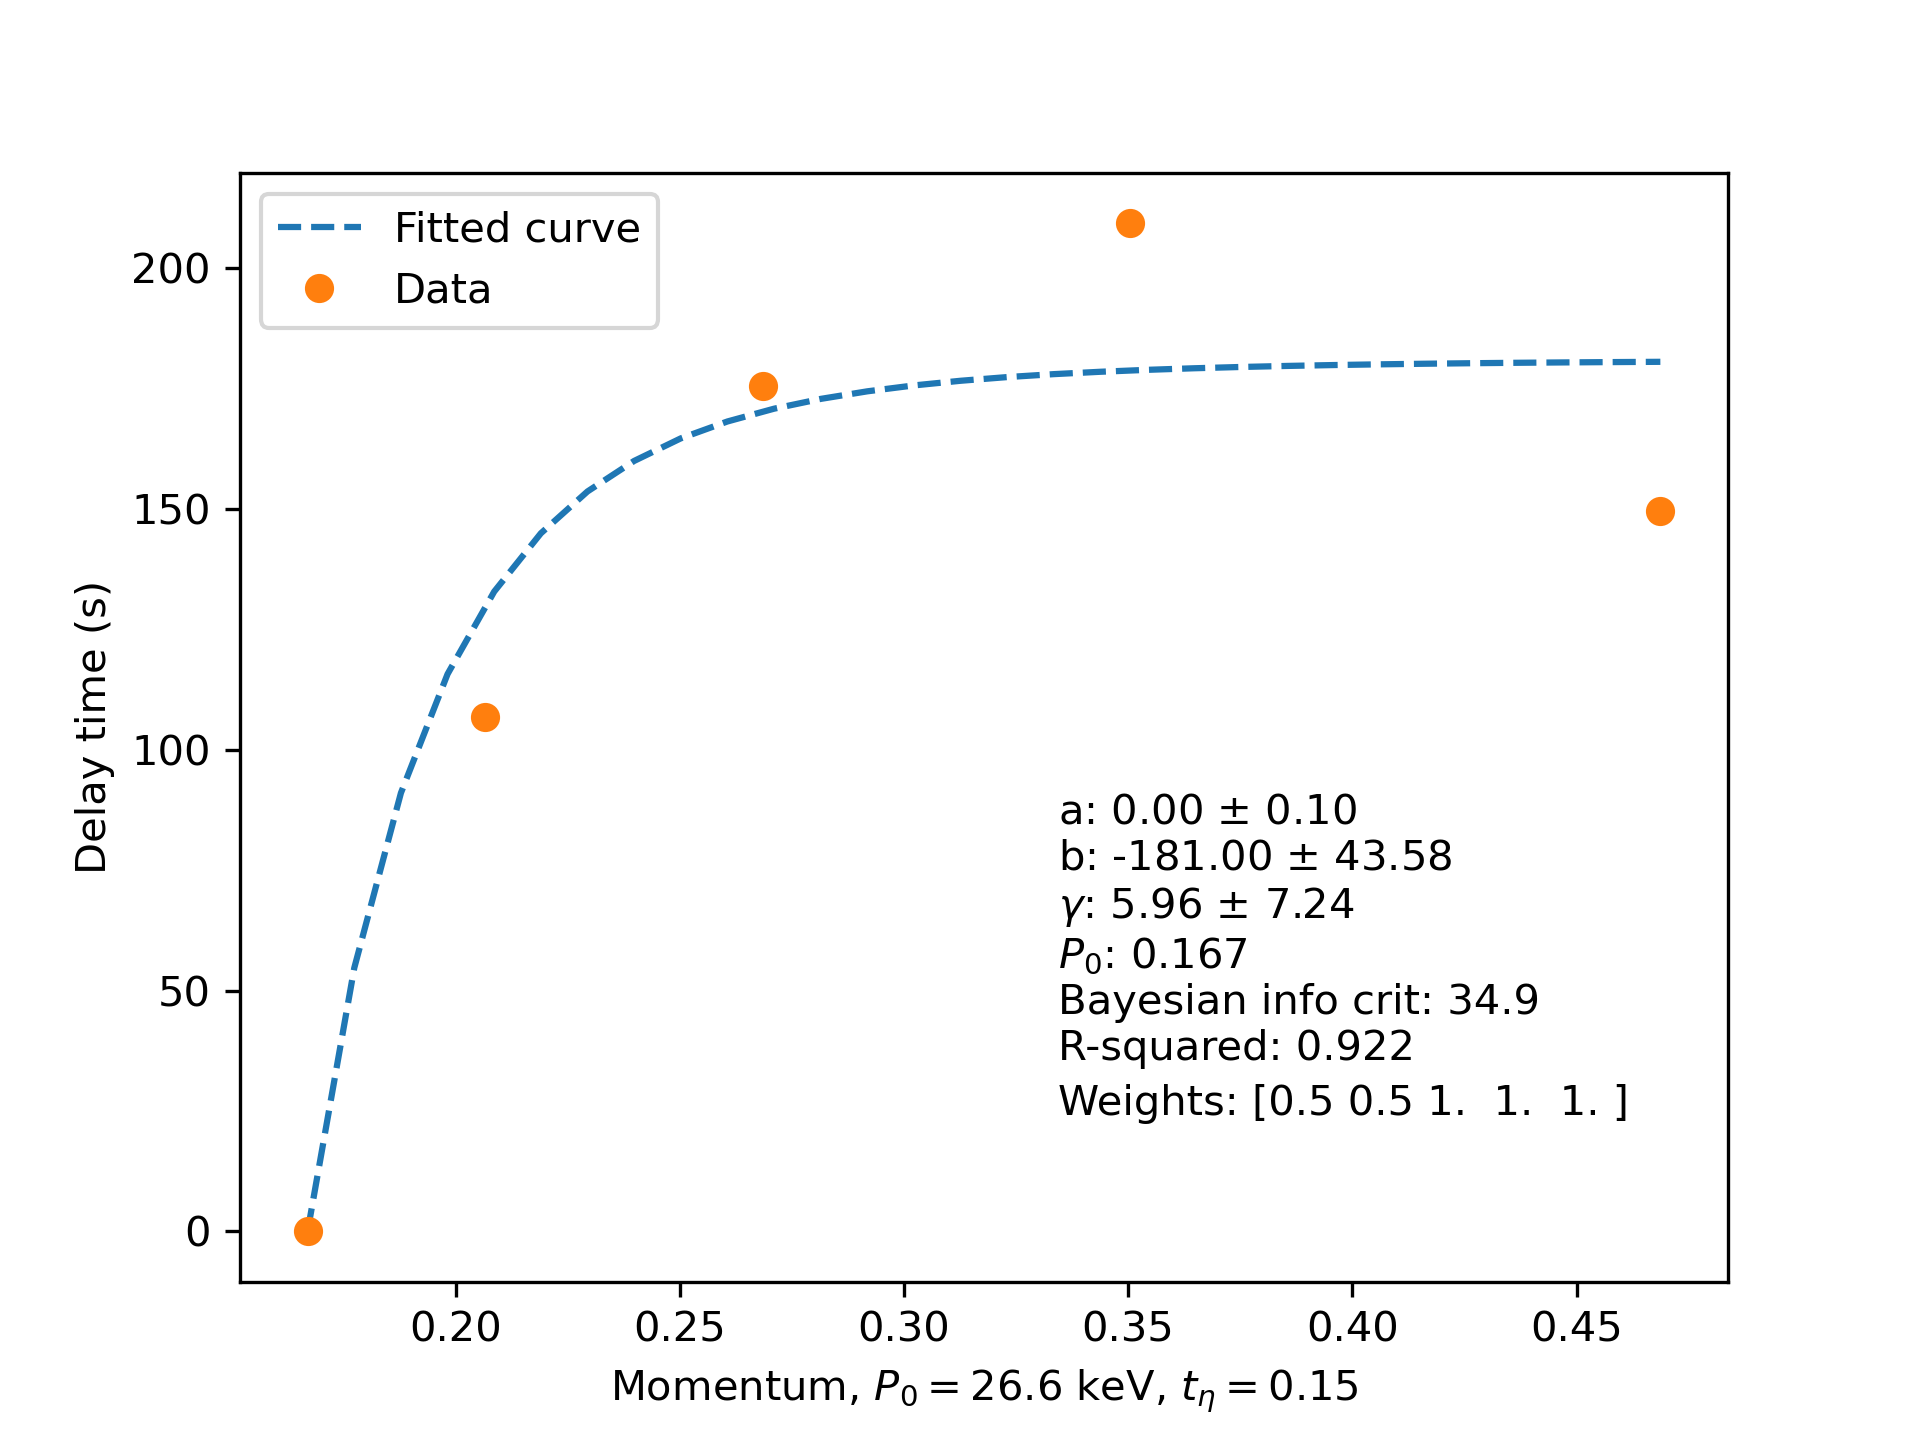 Fitted curve
Data
200
150
100
50
0
Delay time (s)
a: 0.00 ± 0.10
b: -181.00 ± 43.58
γ: 5.96 ± 7.24
P₀: 0.167
Bayesian info crit: 34.9
R-squared: 0.922
Weights: [0.5 0.5 1.  1.  1. ]
0.20 0.25 0.30 0.35 0.40 0.45
Momentum, P₀ = 26.6 keV, tη = 0.15